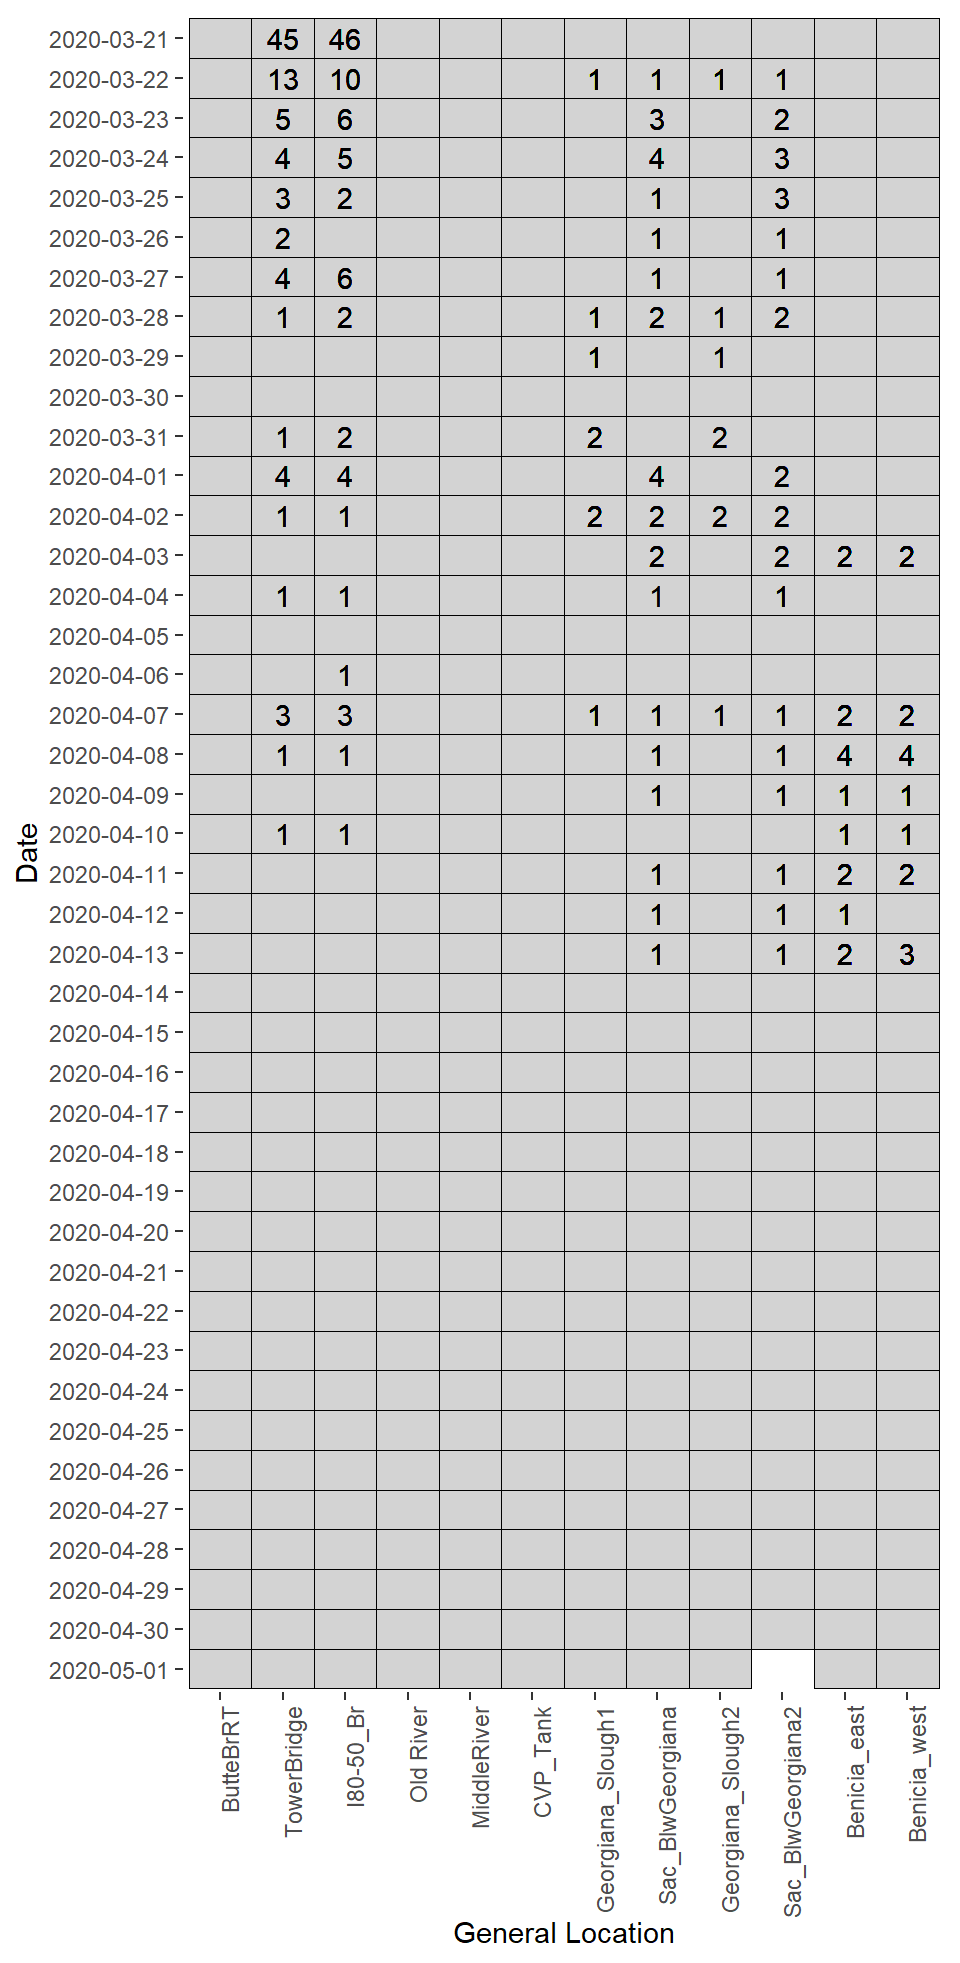 2020-03-21 45 46
2020-03-22 13 10 1 1 1 1
2020-03-23 5 6 3 2
2020-03-24 4 5 4 3
2020-03-25 3 2 1 3
2020-03-26 2 1 1
2020-03-27 4 6 1 1
2020-03-28 1 2 1 2 1 2
2020-03-29 1 1
2020-03-30
2020-03-31 1 2 2 2
2020-04-01 4 4 4 2
2020-04-02 1 1 2 2 2 2
2020-04-03 2 2 2 2
2020-04-04 1 1 1 1
2020-04-05
2020-04-06 1
2020-04-07 3 3 1 1 1 1 2 2
2020-04-08 1 1 1 1 4 4
2020-04-09 1 1 1 1
2020-04-10 1 1 1 1
2020-04-11 1 1 2 2
2020-04-12 1 1 1
2020-04-13 1 1 2 3
2020-04-14
2020-04-15
2020-04-16
2020-04-17
2020-04-18
2020-04-19
2020-04-20
2020-04-21
2020-04-22
2020-04-23
2020-04-24
2020-04-25
2020-04-26
2020-04-27
2020-04-28
2020-04-29
2020-04-30
2020-05-01
Date
ButteBrRT
TowerBridge
I80-50_Br
Old River
MiddleRiver
CVP_Tank
Georgiana_Slough1
Sac_BlwGeorgiana
Georgiana_Slough2
Sac_BlwGeorgiana2
Benicia_east
Benicia_west
General Location